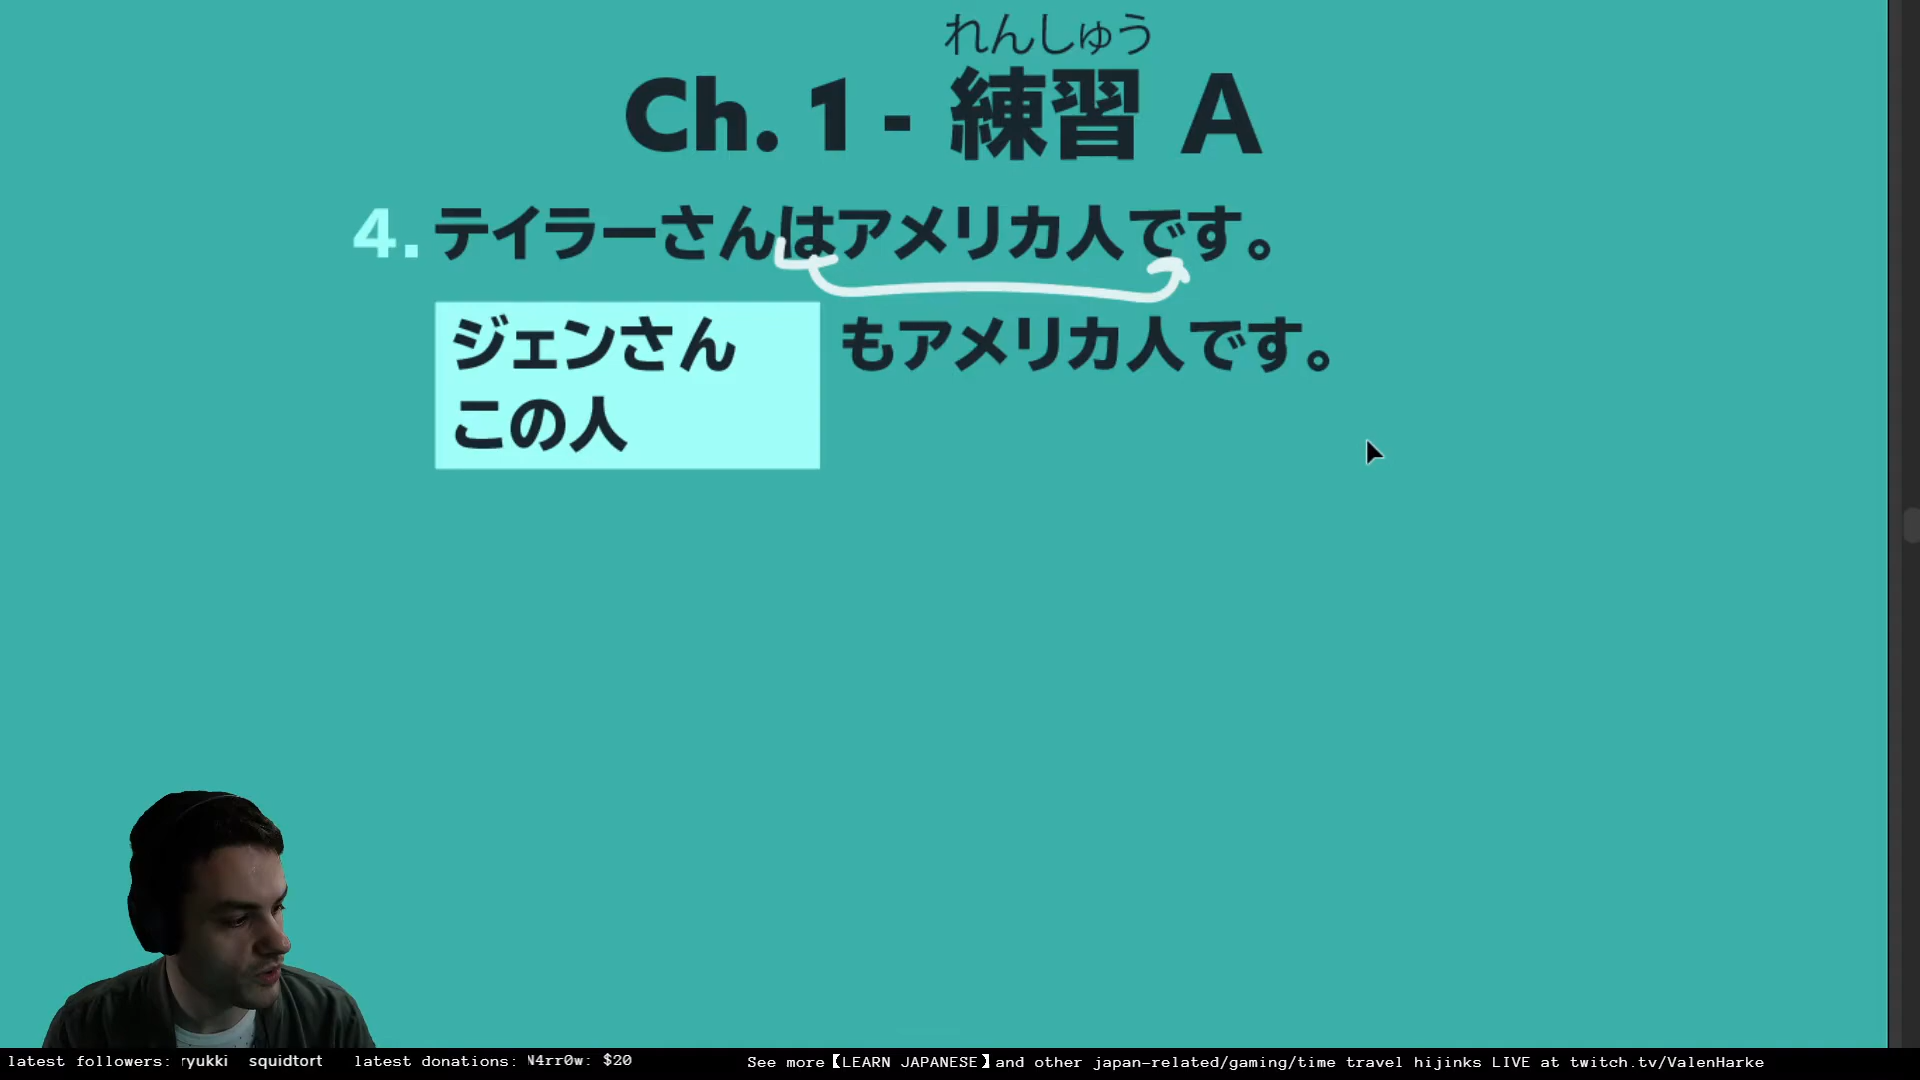 れんしゅう
Ch. 1 - 練習 A
4. テイラーさんはアメリカ人です。
ジェンさん もアメリカ人です。
この人
latest followers: ryukki squidtort latest donations: N4rr0w: $20 See more【LEARN JAPANESE】and other japan-related/gaming/time travel hijinks LIVE at twitch.tv/ValenHarke